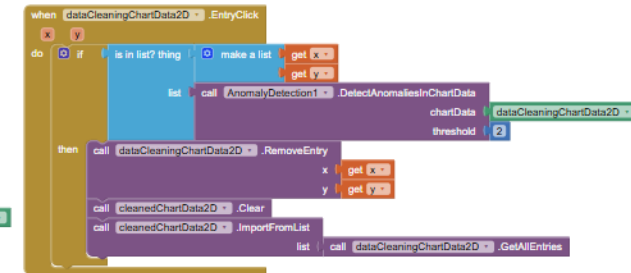 when dataCleaningChartData2D .EntryClick
x y
do if is in list? thing make a list get x
get y
list call AnomalyDetection1 .DetectAnomaliesInChartData
chartData dataCleaningChartData2D
threshold 2
then call dataCleaningChartData2D .RemoveEntry
x get x
y get y
call cleanedChartData2D .Clear
call cleanedChartData2D .ImportFromList
list call dataCleaningChartData2D .GetAllEntries